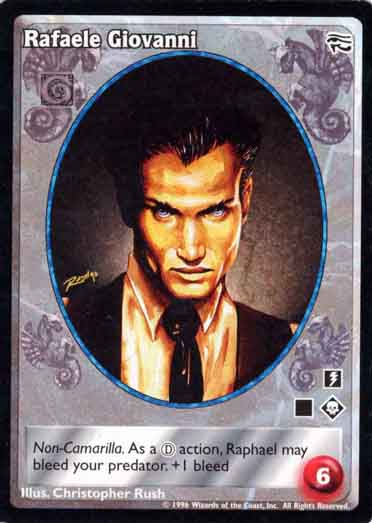 Rafaele Giovanni
Non-Camarilla. As a Ⓓ action, Raphael may
bleed your predator. +1 bleed
6
Illus. Christopher Rush
© 1996 Wizards of the Coast, Inc. All Rights Reserved.